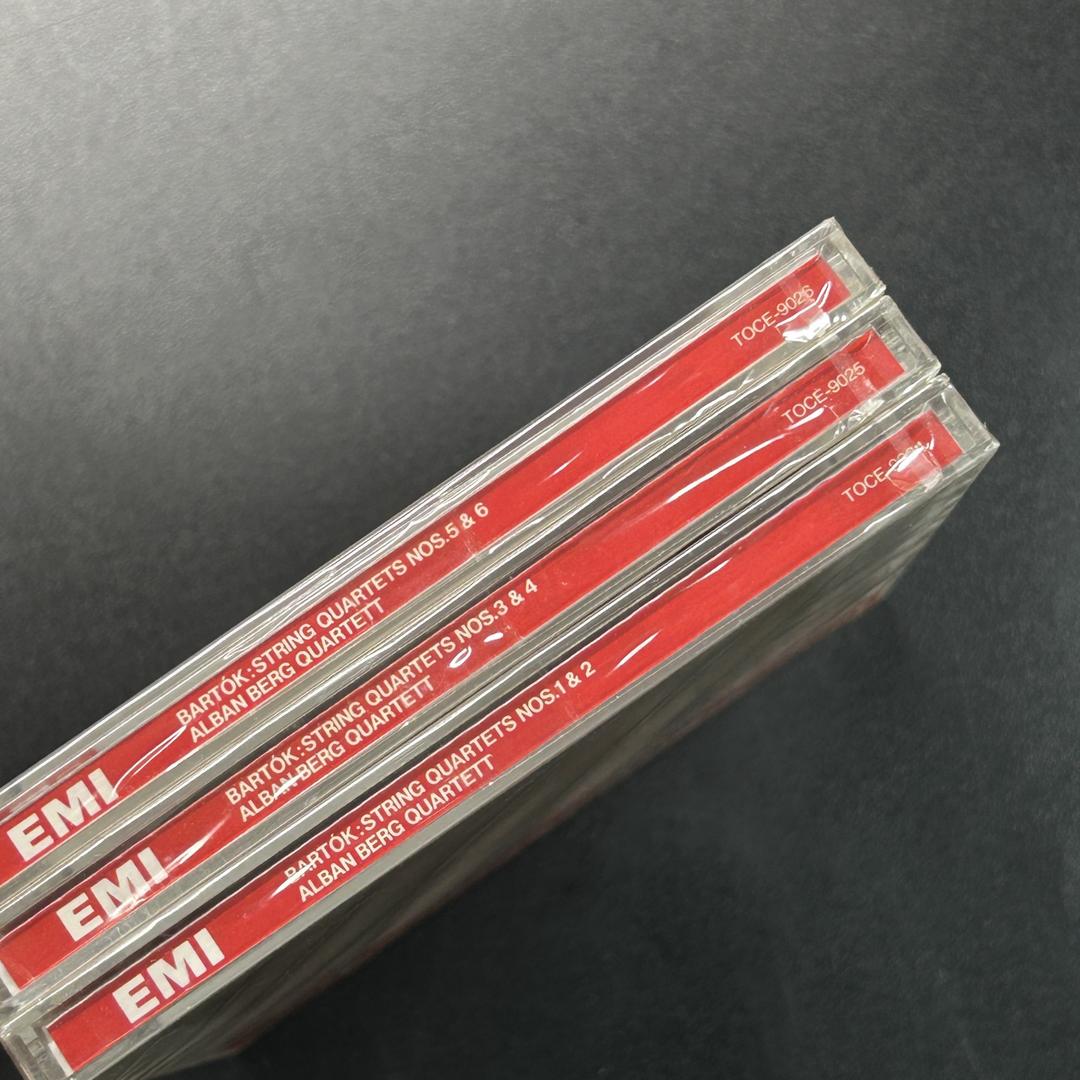 EMI
BARTÓK:STRING QUARTETS NOS.5 & 6
ALBAN BERG QUARTETT
TOCE-9026
EMI
BARTÓK:STRING QUARTETS NOS.3 & 4
ALBAN BERG QUARTETT
TOCE-9025
EMI
BARTÓK:STRING QUARTETS NOS.1 & 2
ALBAN BERG QUARTETT